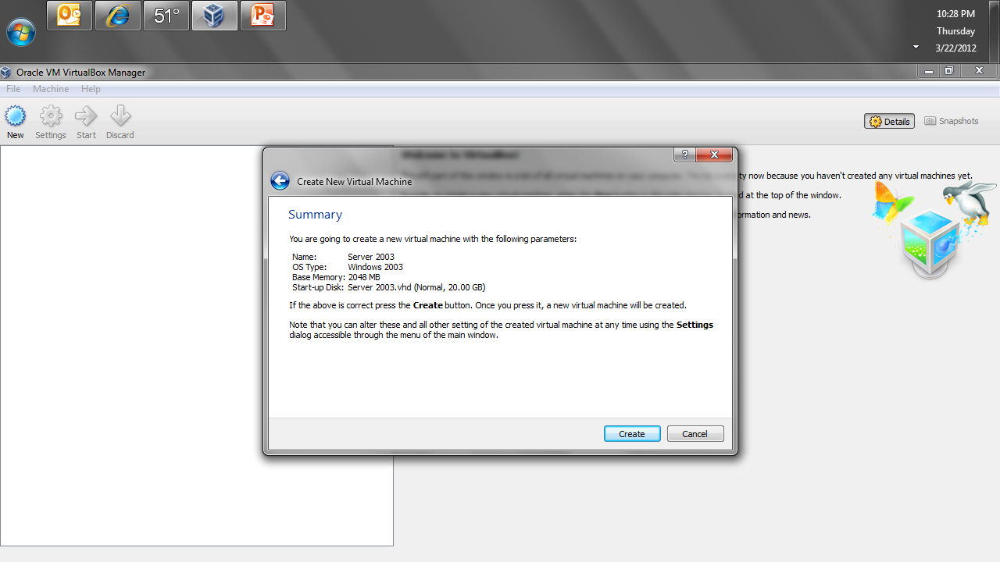 51°
10:28 PM
Thursday
3/22/2012
Oracle VM VirtualBox Manager
File Machine Help
New Settings Start Discard
Details Snapshots
Welcome to VirtualBox!
ty now because you haven't created any virtual machines yet.
d at the top of the window.
ormation and news.
Create New Virtual Machine
Summary
You are going to create a new virtual machine with the following parameters:
Name: Server 2003
OS Type: Windows 2003
Base Memory: 2048 MB
Start-up Disk: Server 2003.vhd (Normal, 20.00 GB)
If the above is correct press the Create button. Once you press it, a new virtual machine will be created.
Note that you can alter these and all other setting of the created virtual machine at any time using the Settings
dialog accessible through the menu of the main window.
Create Cancel